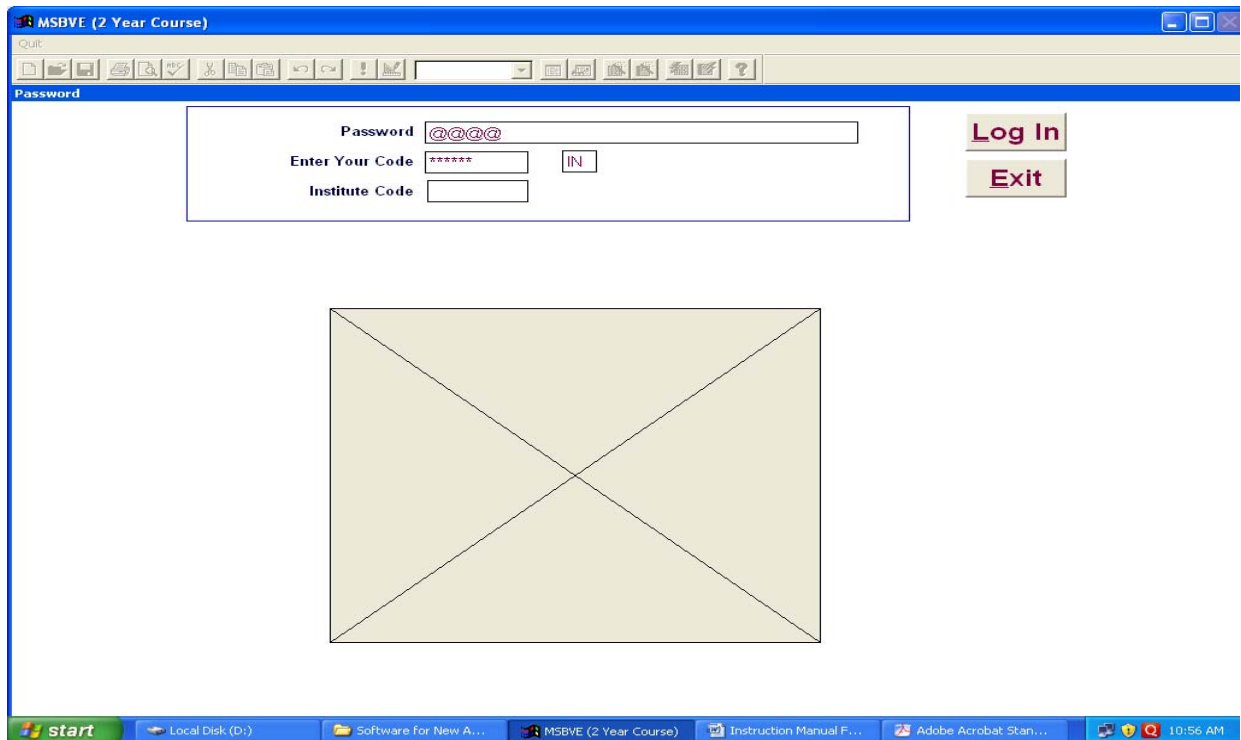 MSBVE (2 Year Course)
Quit
Password
Password @@@@
Log In
Enter Your Code ****** IN
Exit
Institute Code
start Local Disk (D:) Software for New A... MSBVE (2 Year Course) Instruction Manual F... Adobe Acrobat Stan... 10:56 AM